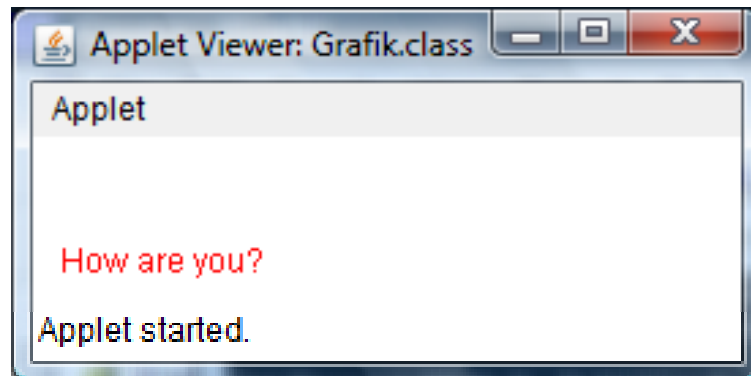 Applet Viewer: Grafik.class
Applet
How are you?
Applet started.